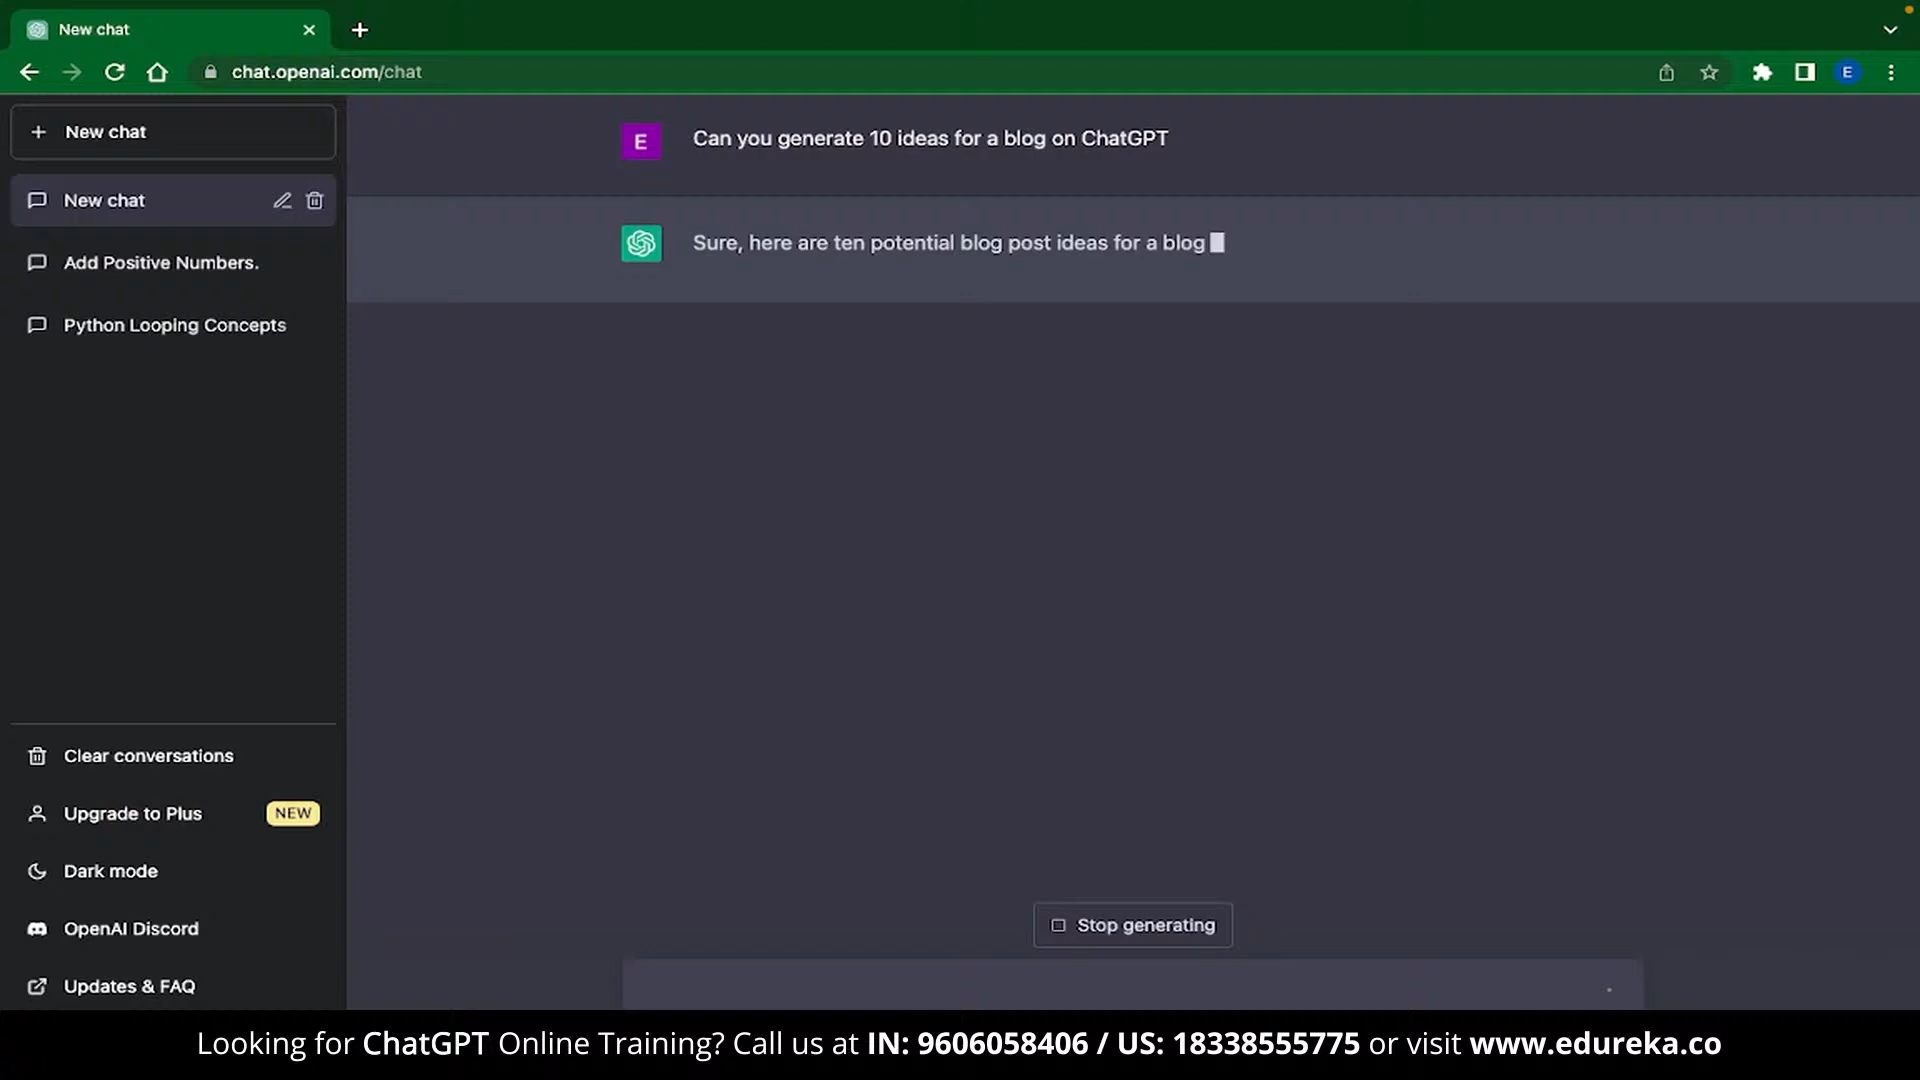 New chat
chat.openai.com/chat
E
New chat
New chat
Add Positive Numbers.
Python Looping Concepts
Clear conversations
Upgrade to Plus NEW
Dark mode
OpenAI Discord
Updates & FAQ
E Can you generate 10 ideas for a blog on ChatGPT
Sure, here are ten potential blog post ideas for a blog
Stop generating
Looking for ChatGPT Online Training? Call us at IN: 9606058406 / US: 18338555775 or visit www.edureka.co